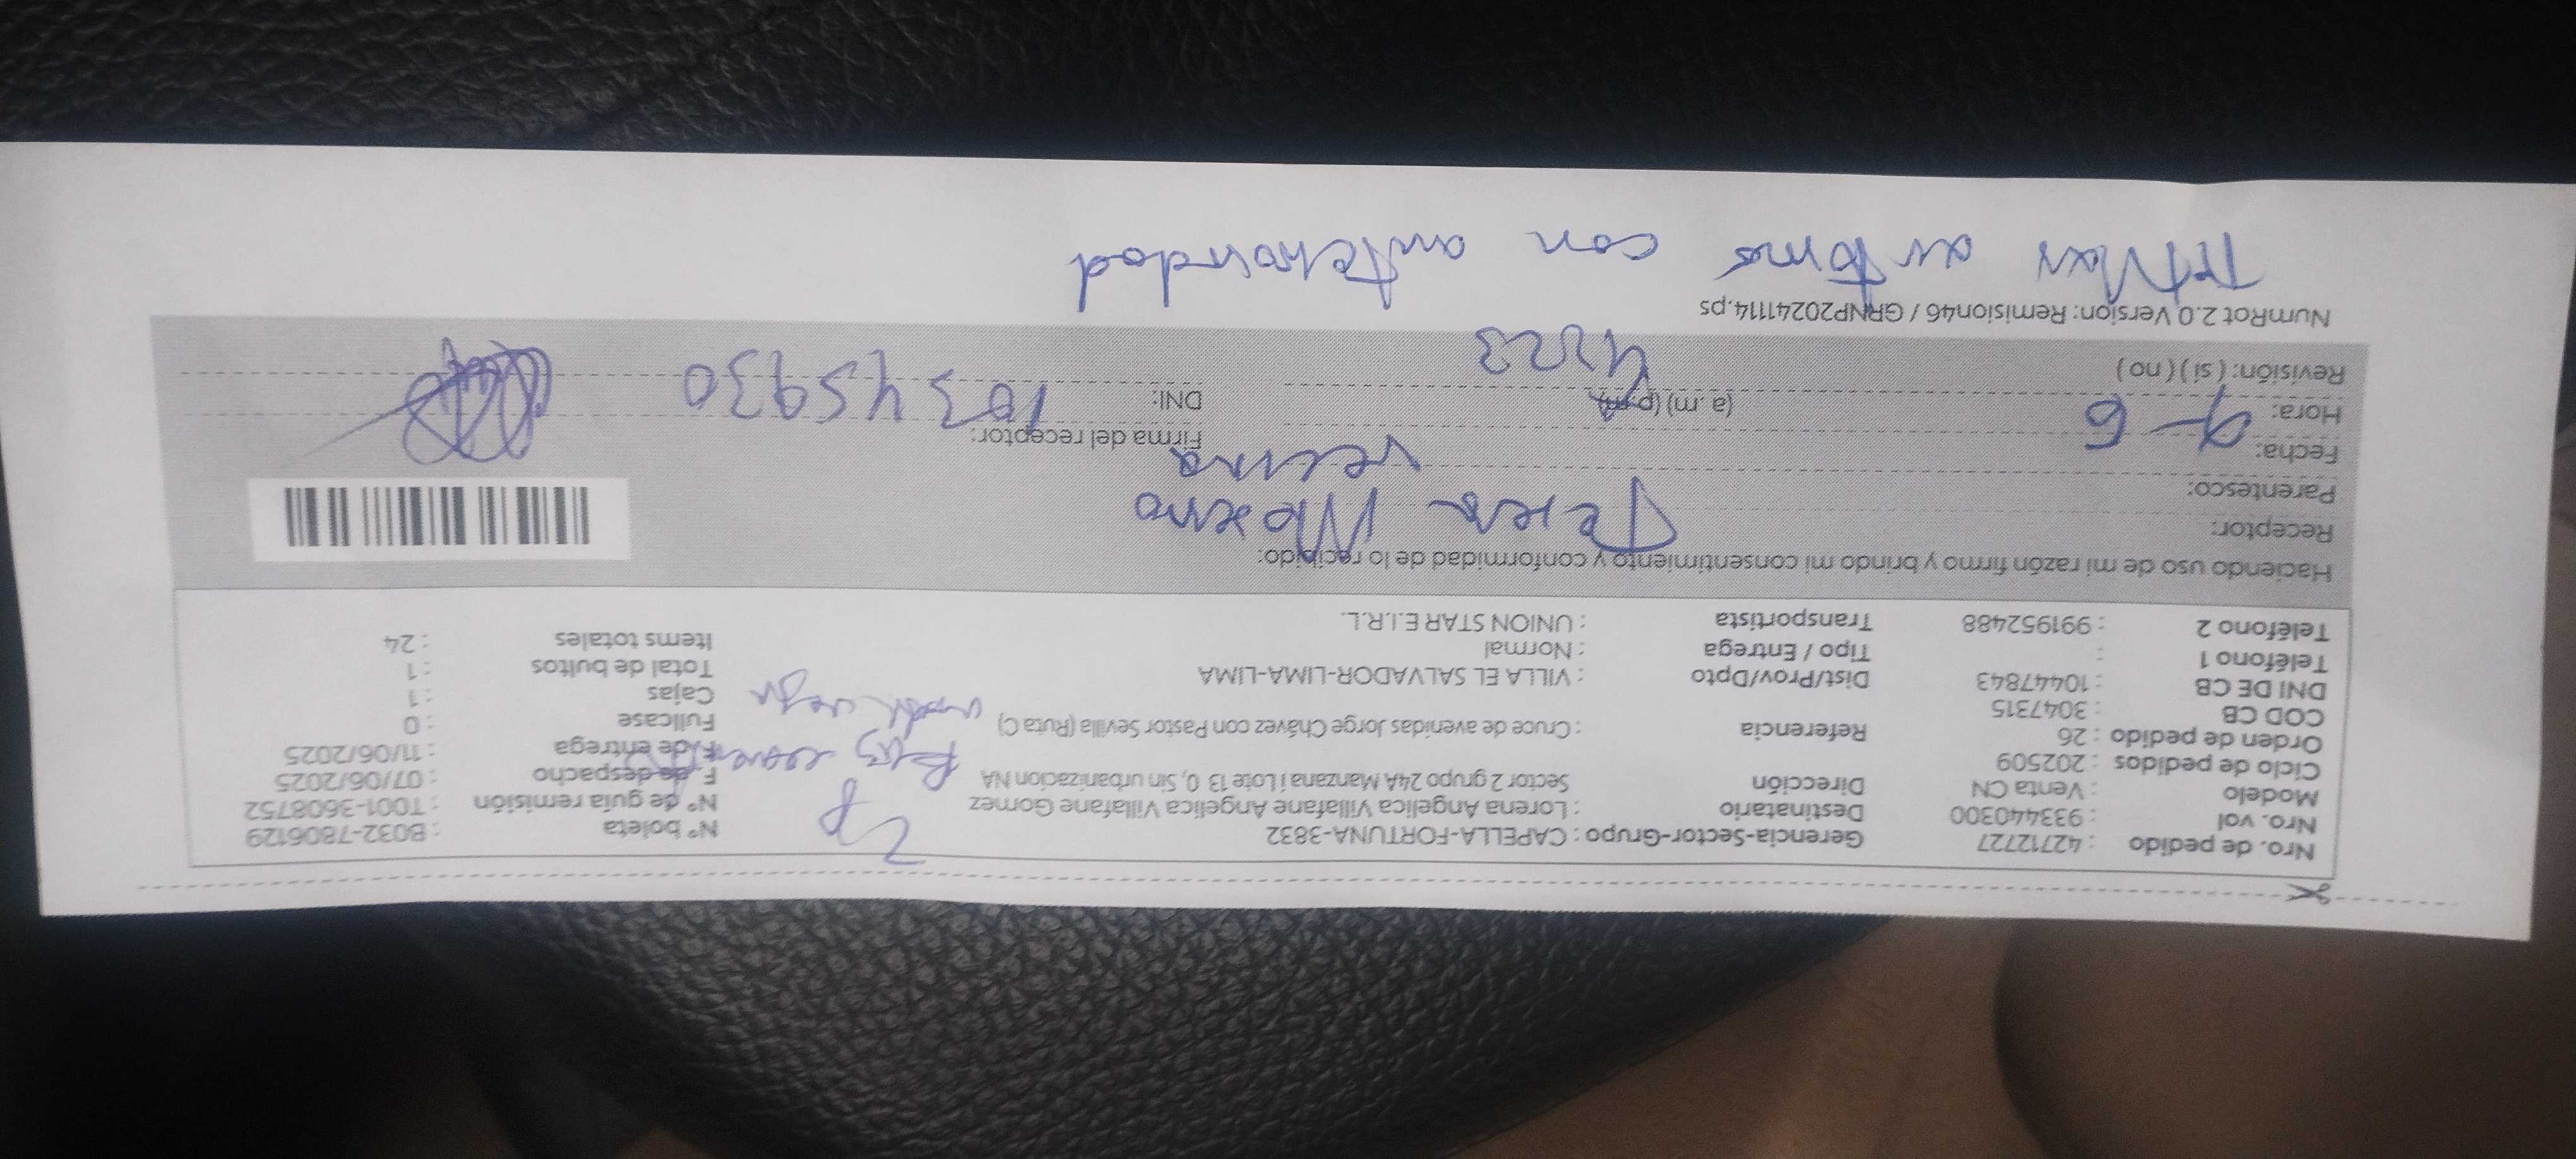 Nro. de pedido : 42712727 Gerencia-Sector-Grupo : CAPELLA-FORTUNA-3832 N° boleta : B032-7806129
Nro. vol : 933440300 Destinatario : Lorena Angelica Villafane Angelica Villafane Gomez N° de guia remisión : T001-3608752
Modelo : Venta CN Dirección Sector 2 grupo 24A Manzana i Lote 13 0, Sin urbanizacion NA F. de despacho : 07/06/2025
Ciclo de pedidos : 202509 F. de entrega : 11/06/2025
Orden de pedido : 26 Referencia : Cruce de avenidas Jorge Chávez con Pastor Sevilla (Ruta C) Fullcase : 0
COD CB : 3047315 Cajas : 1
DNI DE CB : 10447843 Dist/Prov/Dpto : VILLA EL SALVADOR-LIMA-LIMA Total de bultos : 1
Teléfono 1 : Tipo / Entrega : Normal Items totales : 24
Teléfono 2 : 991952488 Transportista : UNION STAR E.I.R.L.
2p
Haciendo uso de mi razón firmo y brindo mi consentimiento y conformidad de lo recibido:
Receptor: Moreno
Parentesco: vecina
Fecha: 9-6 Firma del receptor:
Hora: (a.m) (p.m) DNI: 10345930
Revisión: ( si ) ( no ) 4223
NumRot 2.0 Version: Remision46 / GRNP20241114.ps
con